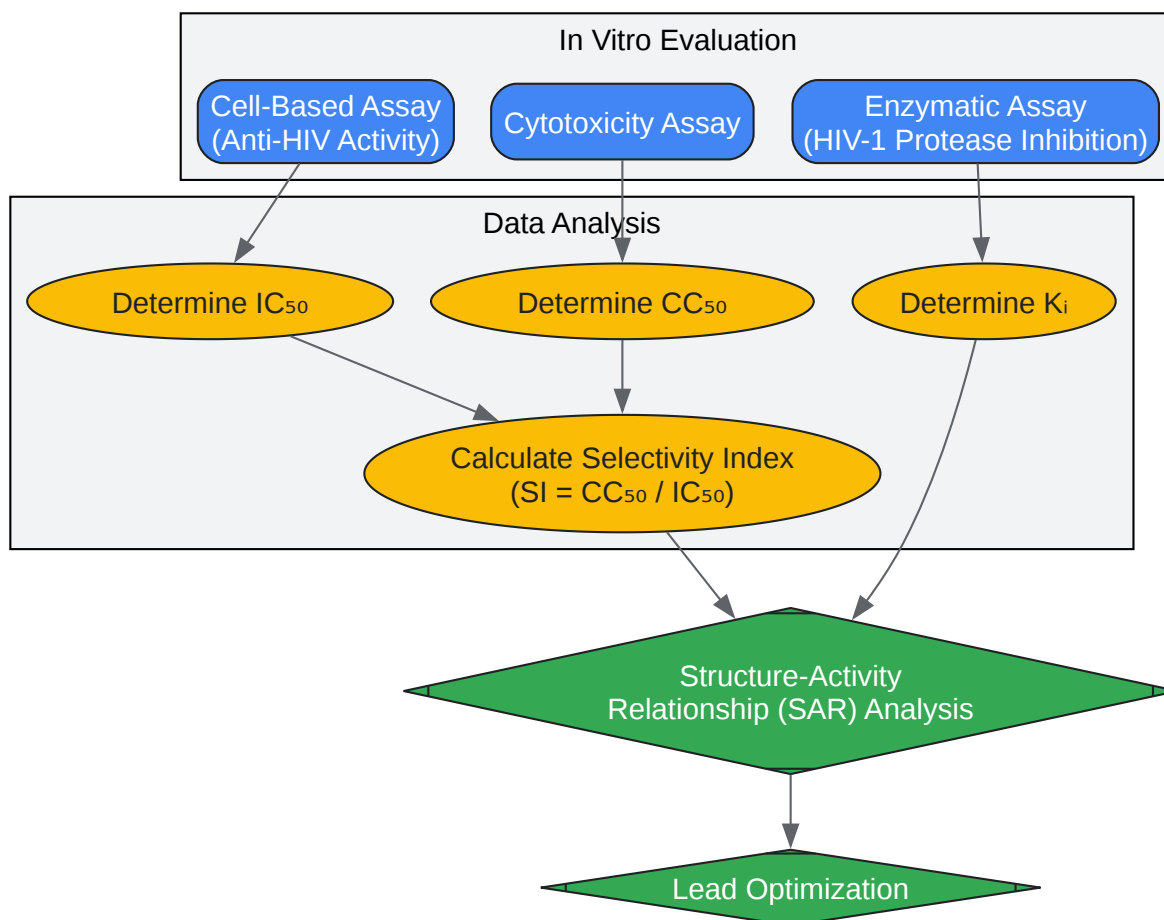 In Vitro Evaluation
Cell-Based Assay
(Anti-HIV Activity)
Cytotoxicity Assay
Enzymatic Assay
(HIV-1 Protease Inhibition)
Data Analysis
Determine IC₅₀
Determine CC₅₀
Determine Kᵢ
Calculate Selectivity Index
(SI = CC₅₀ / IC₅₀)
Structure-Activity
Relationship (SAR) Analysis
Lead Optimization